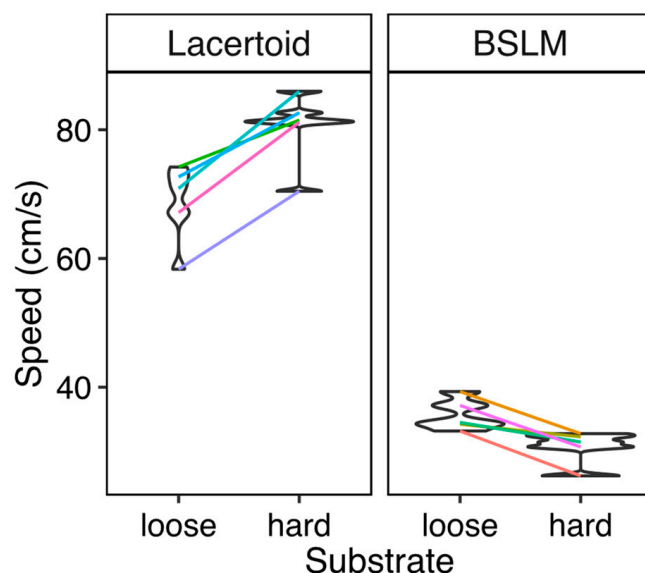 Lacertoid
BSLM
Speed (cm/s)
80
60
40
loose
hard
loose
hard
Substrate